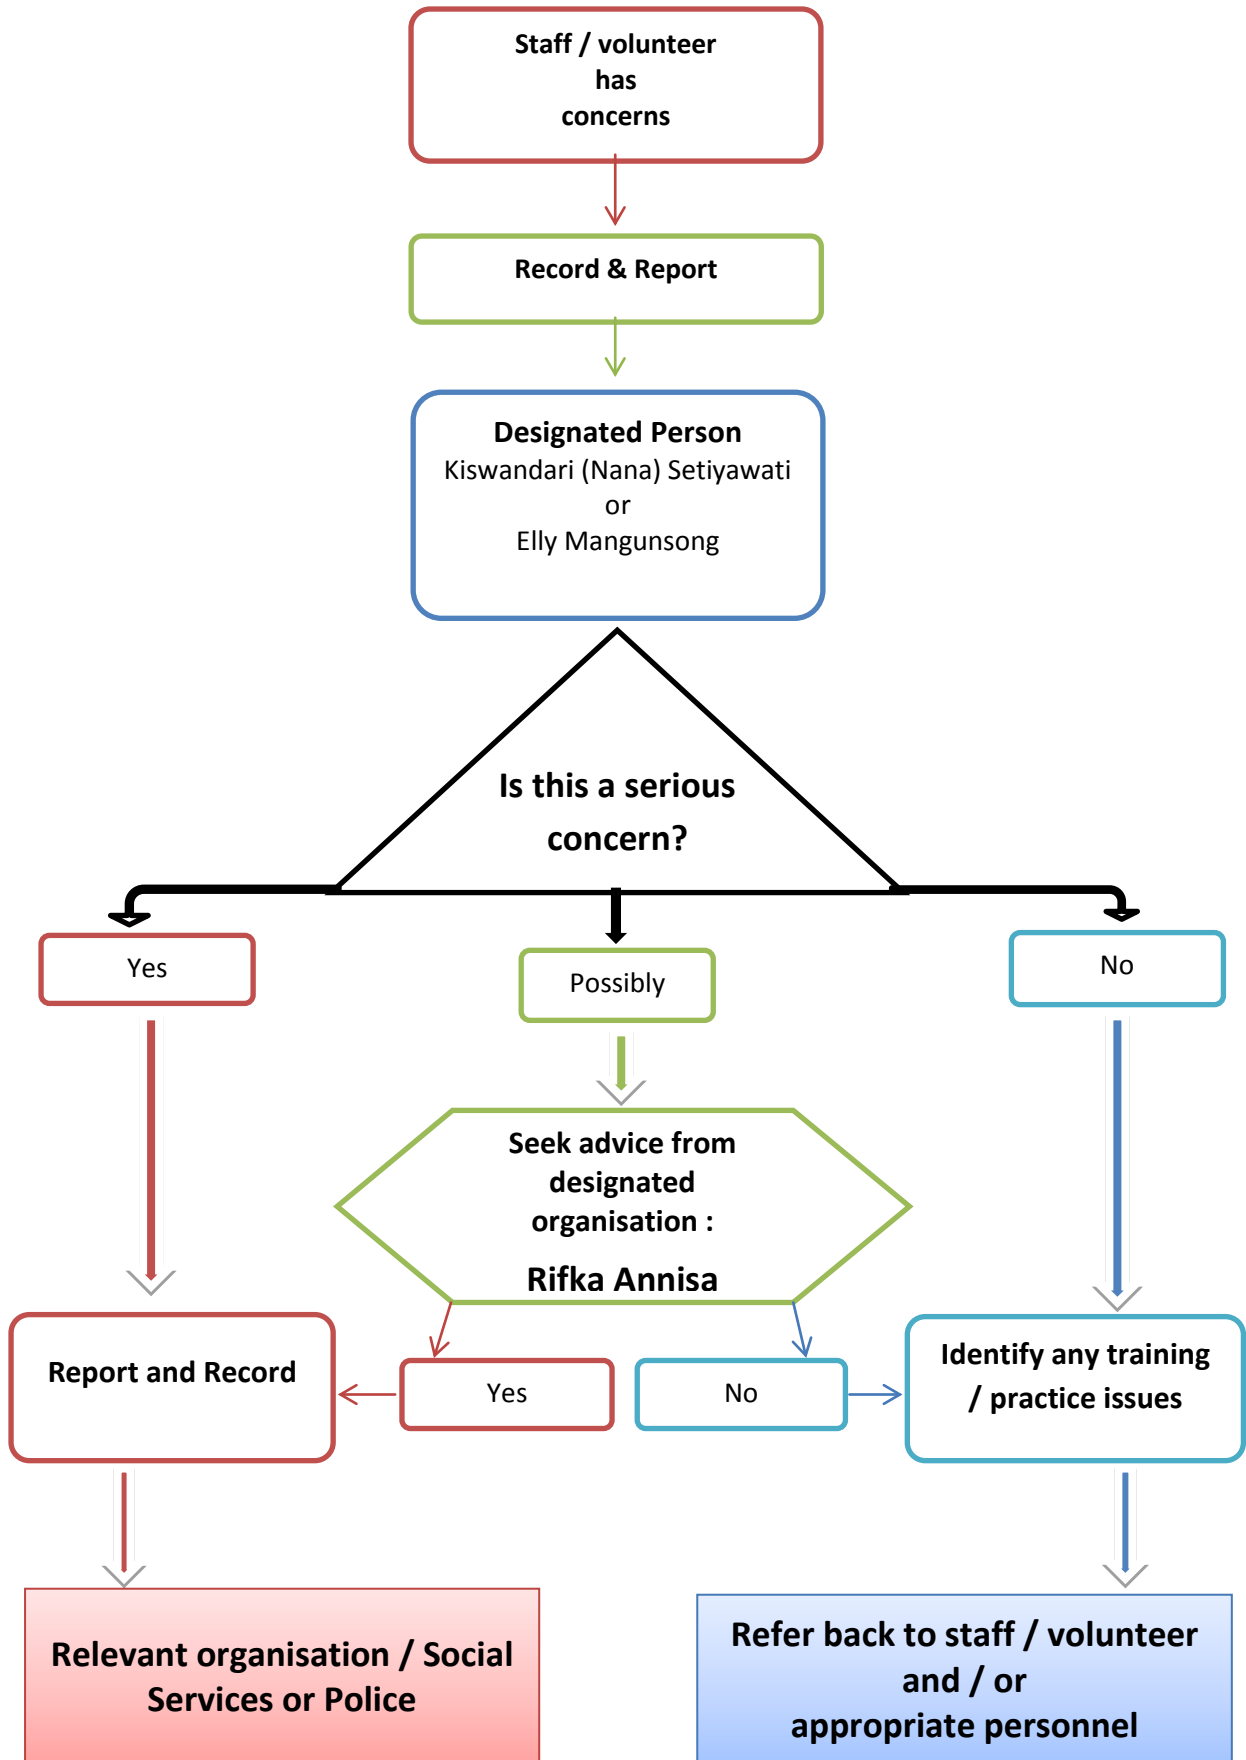 Staff / volunteer
has
concerns
Record & Report
Designated Person
Kiswandari (Nana) Setiyawati
or
Elly Mangunsong
Is this a serious
concern?
Yes
Possibly
No
Seek advice from
designated
organisation :
Rifka Annisa
Report and Record
Yes
No
Identify any training
/ practice issues
Relevant organisation / Social
Services or Police
Refer back to staff / volunteer
and / or
appropriate personnel